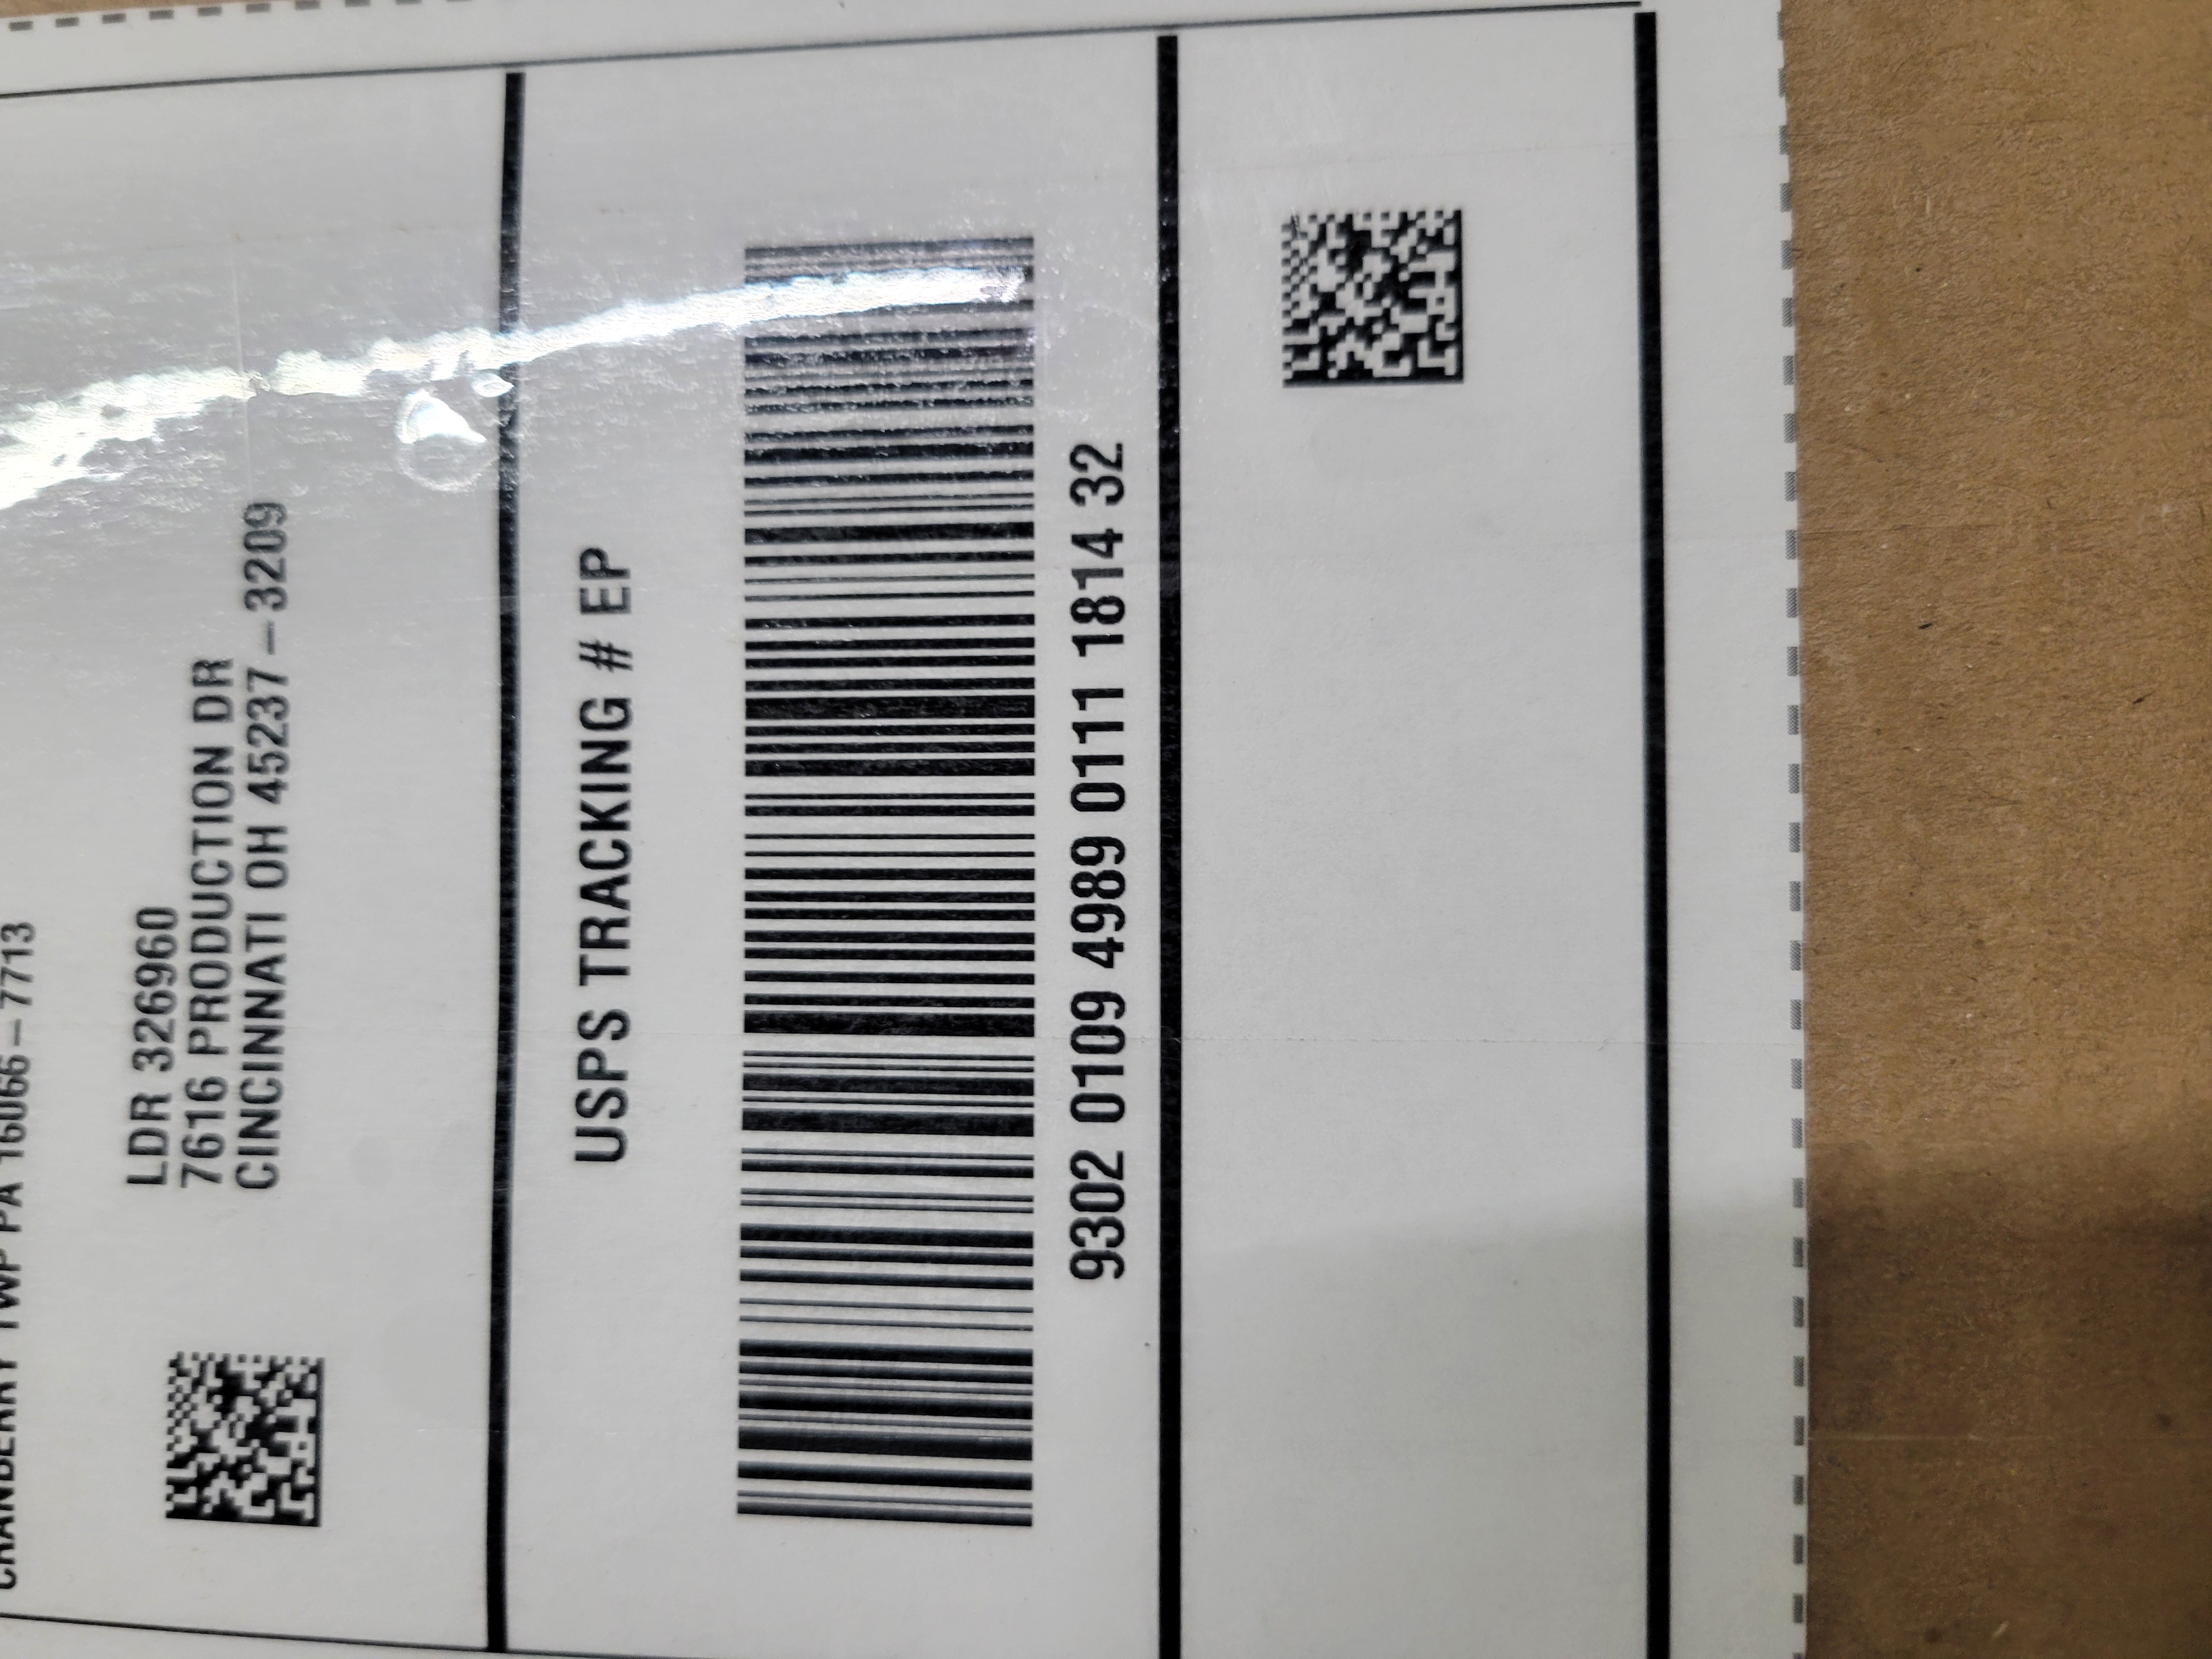 CRANBERRY TWP PA 16066-7713
LDR 326960
7616 PRODUCTION DR
CINCINNATI OH 45237-3209
USPS TRACKING # EP
9302 0109 4989 0111 1814 32